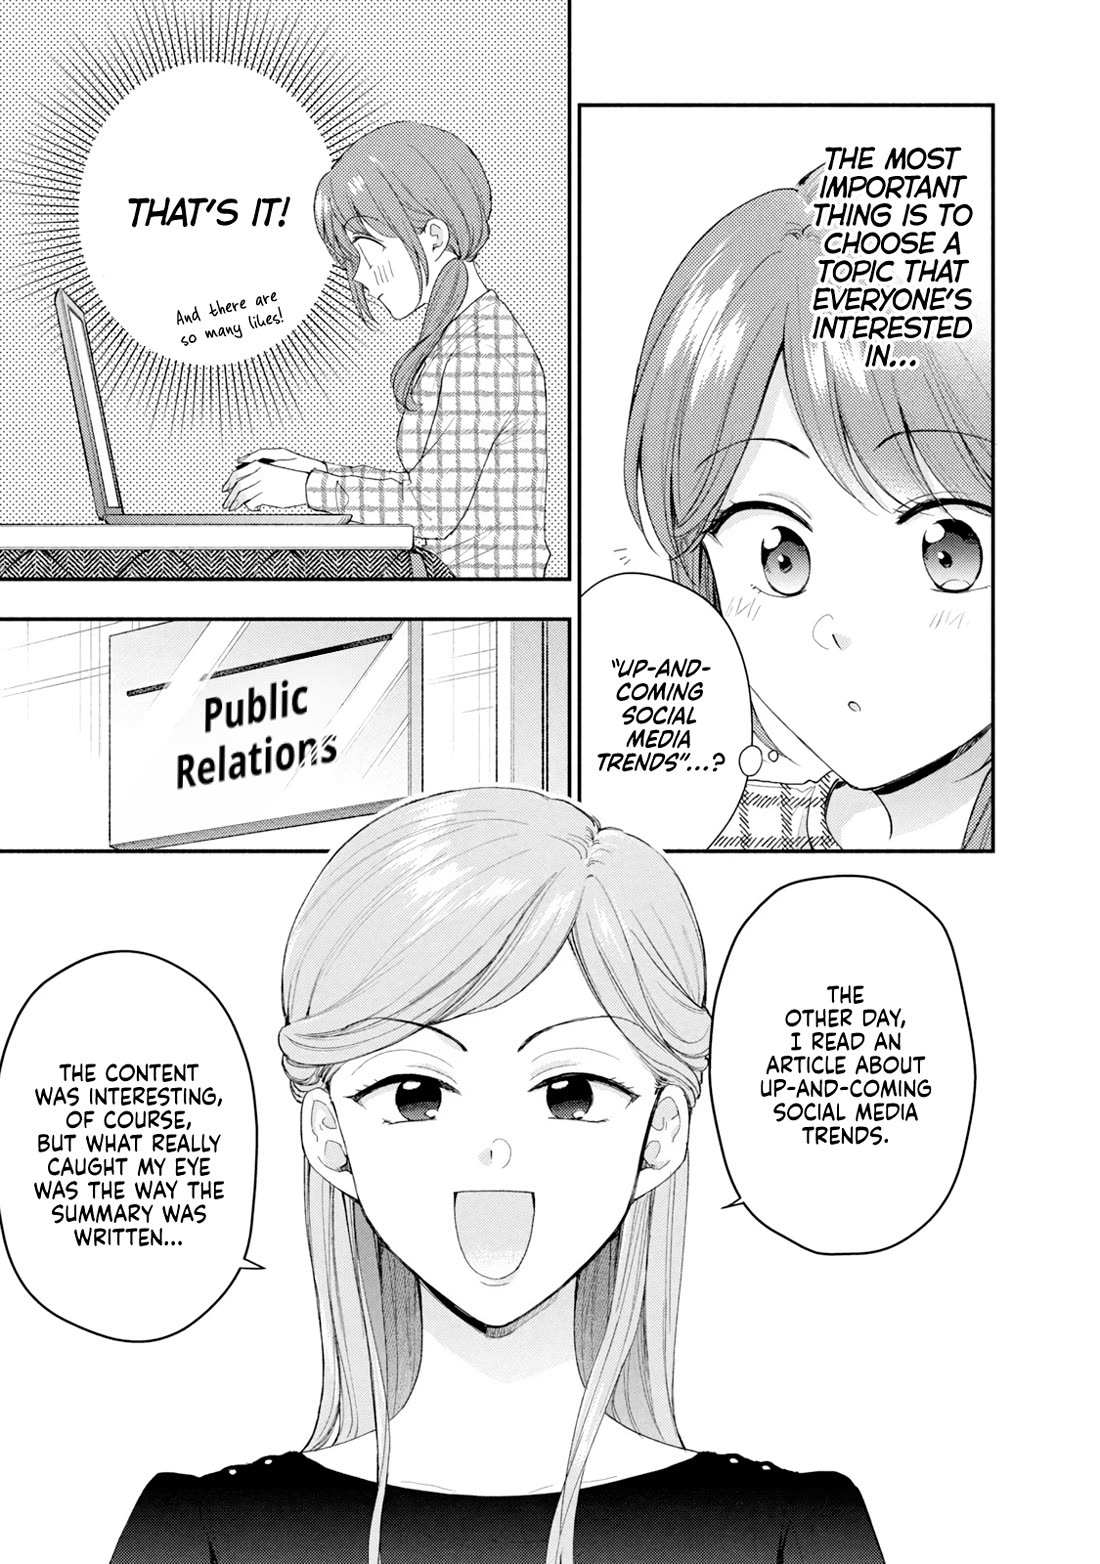 THE MOST
IMPORTANT
THING IS TO
CHOOSE A
TOPIC THAT
EVERYONE'S
INTERESTED
IN...
"UP-AND-
COMING
SOCIAL
MEDIA
TRENDS"...?
THAT'S IT!
And there are
so many likes!
Public
Relations
THE
OTHER DAY,
I READ AN
ARTICLE ABOUT
UP-AND-COMING
SOCIAL MEDIA
TRENDS.
THE CONTENT
WAS INTERESTING,
OF COURSE,
BUT WHAT REALLY
CAUGHT MY EYE
WAS THE WAY THE
SUMMARY WAS
WRITTEN...